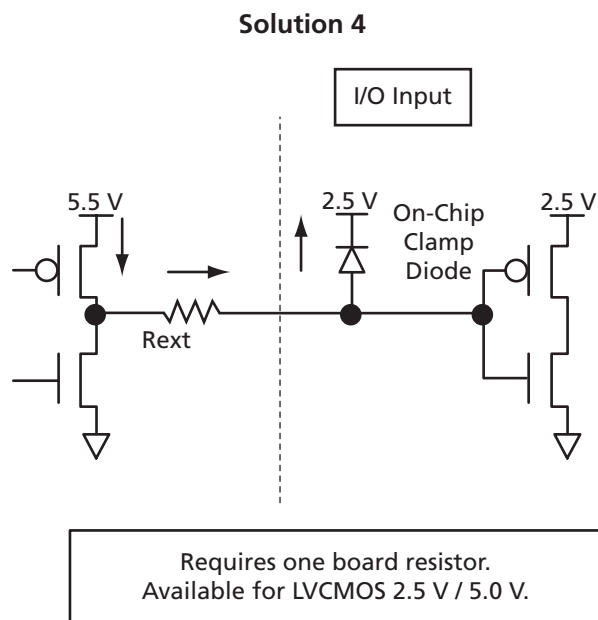 Solution 4
I/O Input
5.5 V
2.5 V
On-Chip
Clamp
Diode
2.5 V
Rext
Requires one board resistor.
Available for LVCMOS 2.5 V / 5.0 V.